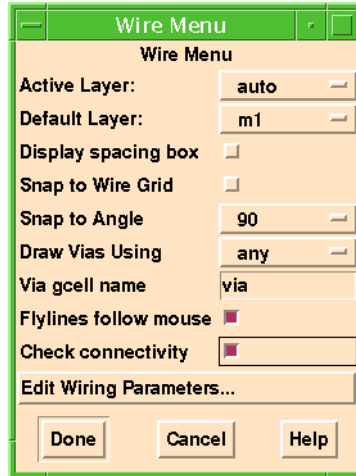 Wire Menu
Wire Menu
Active Layer: auto
Default Layer: m1
Display spacing box
Snap to Wire Grid
Snap to Angle 90
Draw Vias Using any
Via gcell name via
Flylines follow mouse
Check connectivity
Edit Wiring Parameters...
Done Cancel Help